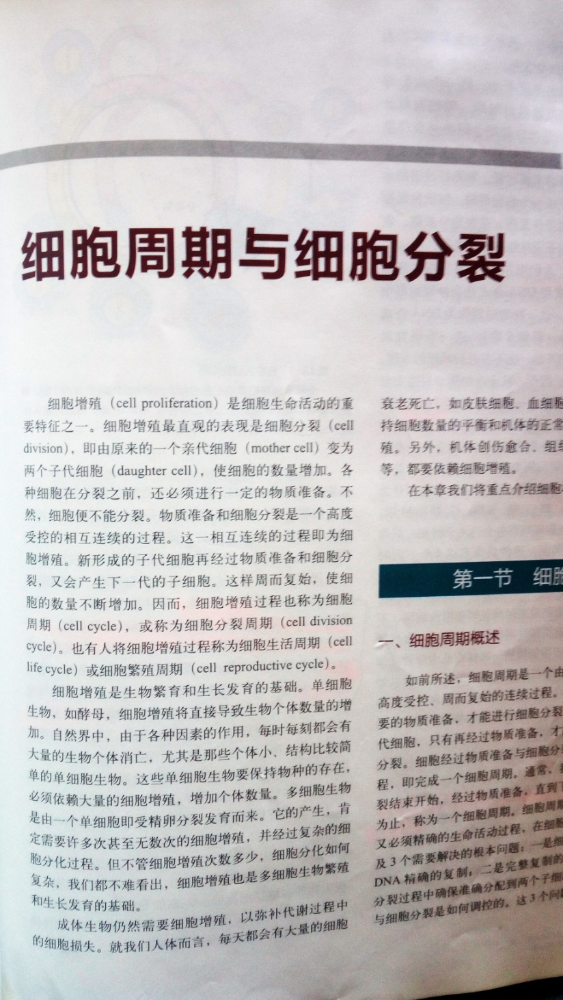 细胞周期与细胞分裂
细胞增殖（cell proliferation）是细胞生命活动的重
要特征之一。细胞增殖最直观的表现是细胞分裂（cell
division），即由原来的一个亲代细胞（mother cell）变为
两个子代细胞（daughter cell），使细胞的数量增加。各
种细胞在分裂之前，还必须进行一定的物质准备。不
然，细胞便不能分裂。物质准备和细胞分裂是一个高度
受控的相互连续的过程。这一相互连续的过程即为细
胞增殖。新形成的子代细胞再经过物质准备和细胞分
裂，又会产生下一代的子细胞。这样周而复始，使细
胞的数量不断增加。因而，细胞增殖过程也称为细胞
周期（cell cycle），或称为细胞分裂周期（cell division
cycle）。也有人将细胞增殖过程称为细胞生活周期（cell
life cycle）或细胞繁殖周期（cell reproductive cycle）。
细胞增殖是生物繁育和生长发育的基础。单细胞
生物，如酵母，细胞增殖将直接导致生物个体数量的增
加。自然界中，由于各种因素的作用，每时每刻都会有
大量的生物个体消亡，尤其是那些个体小、结构比较简
单的单细胞生物。这些单细胞生物要保持物种的存在，
必须依赖大量的细胞增殖，增加个体数量。多细胞生物
是由一个单细胞即受精卵分裂发育而来。它的产生，肯
定需要许多次甚至无数次的细胞增殖，并经过复杂的细
胞分化过程。但不管细胞增殖次数多少，细胞分化如何
复杂，我们都不难看出，细胞增殖也是多细胞生物繁殖
和生长发育的基础。
成体生物仍然需要细胞增殖，以弥补代谢过程中
的细胞损失。就我们人体而言，每天都会有大量的细胞
衰老死亡，如皮肤细胞、血细胞
持细胞数量的平衡和机体的正常
殖。另外，机体创伤愈合、组织
等，都要依赖细胞增殖。
在本章我们将重点介绍细胞
第一节 细胞
一、细胞周期概述
如前所述，细胞周期是一个由
高度受控、周而复始的连续过程。
要的物质准备，才能进行细胞分裂
代细胞，只有再经过物质准备，才
分裂。细胞经过物质准备与细胞分
程，即完成一个细胞周期。通常，
裂结束开始，经过物质准备，直到
为止，称为一个细胞周期。细胞周期
又必须精确的生命活动过程，在细胞
及 3 个需要解决的根本问题：一是细
DNA 精确的复制；二是完整复制的
分裂过程中确保准确分配到两个子细
与细胞分裂是如何调控的。这 3 个问